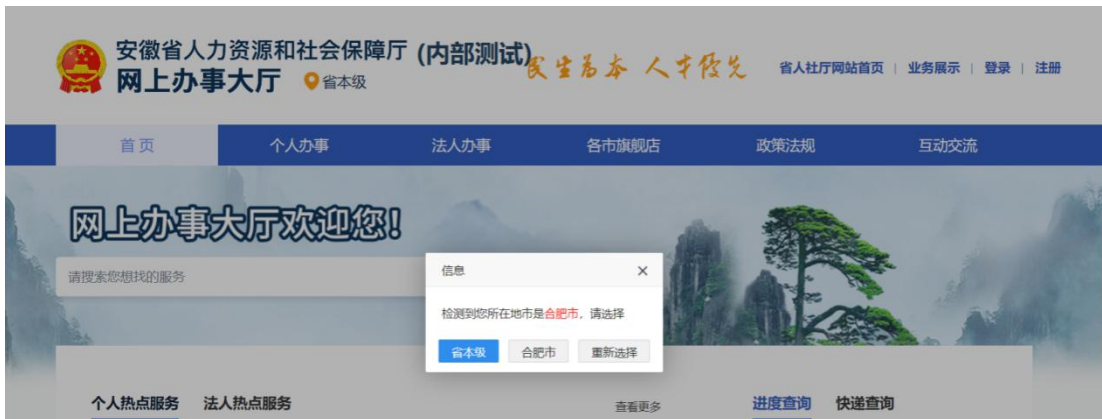 安徽省人力资源和社会保障厅 (内部测试)
网上办事大厅 省本级
民生为本 人才优先
省人社厅网站首页 | 业务展示 | 登录 | 注册
首页 个人办事 法人办事 各市旗舰店 政策法规 互动交流
网上办事大厅欢迎您!
请搜索您想找的服务
信息 ×
检测到您所在地市是合肥市,请选择
省本级 合肥市 重新选择
个人热点服务 法人热点服务 查看更多 进度查询 快递查询